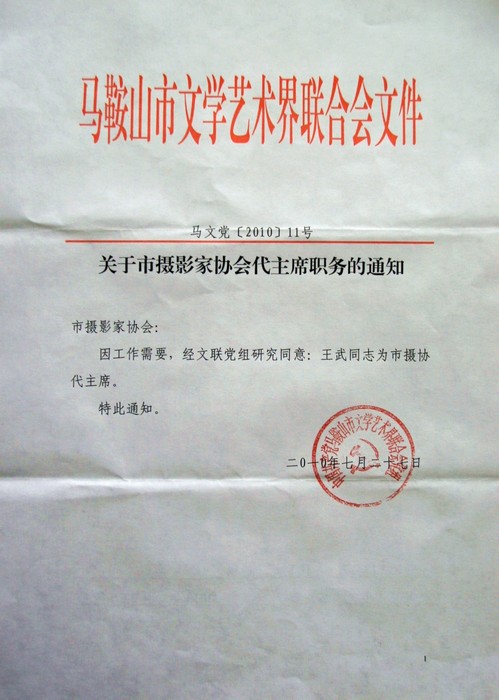 马鞍山市文学艺术界联合会文件
马文党〔2010〕11号
关于市摄影家协会代主席职务的通知
市摄影家协会：
因工作需要，经文联党组研究同意：王武同志为市摄协
代主席。
特此通知。
二〇一〇年七月二十七日
1